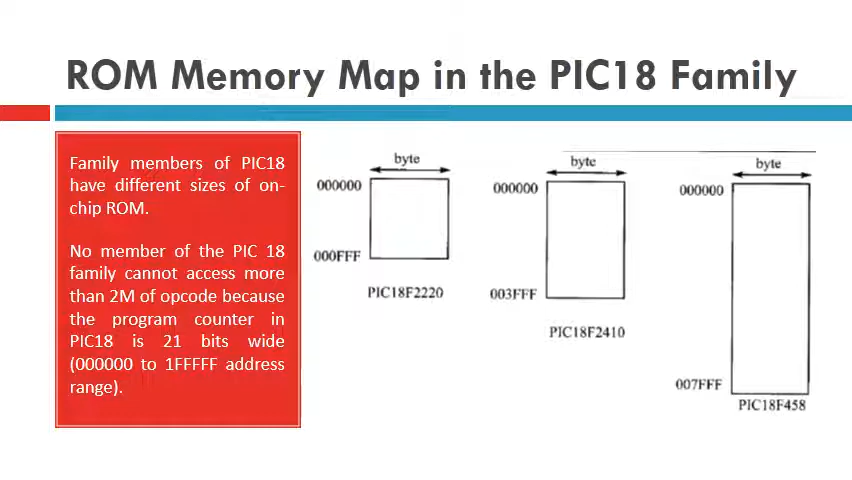 ROM Memory Map in the PIC18 Family
Family members of PIC18
have different sizes of on-
chip ROM.
No member of the PIC 18
family cannot access more
than 2M of opcode because
the program counter in
PIC18 is 21 bits wide
(000000 to 1FFFFF address
range).
byte
000000
000FFF
PIC18F2220
byte
000000
003FFF
PIC18F2410
byte
000000
007FFF
PIC18F458